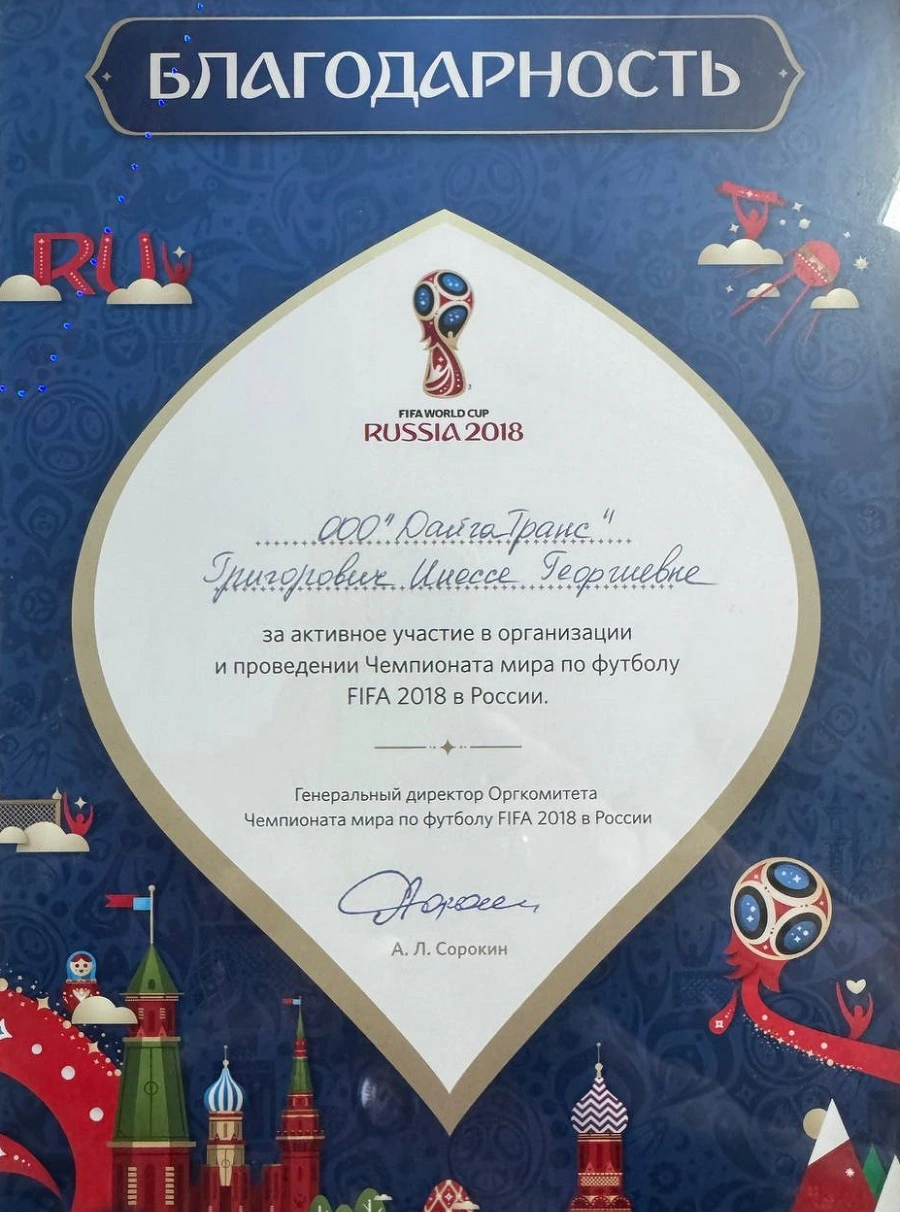 БЛАГОДАРНОСТЬ
RU
FIFA WORLD CUP
RUSSIA 2018
ООО "ДайгаТранс"
Григорович Инессе Георгиевне
за активное участие в организации
и проведении Чемпионата мира по футболу
FIFA 2018 в России.
Генеральный директор Оргкомитета
Чемпионата мира по футболу FIFA 2018 в России
А. Л. Сорокин